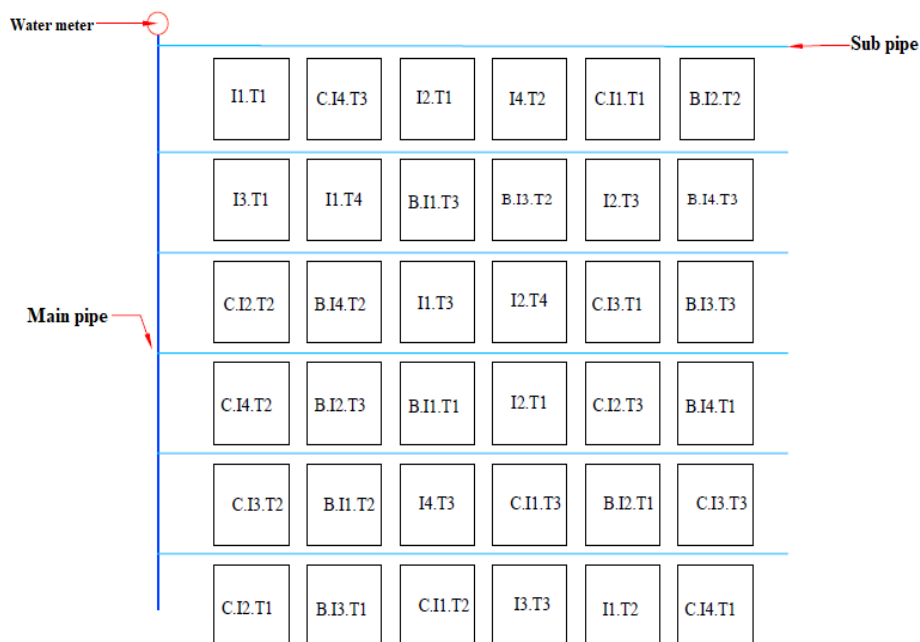 Water meter
Sub pipe
I1.T1 C.I4.T3 I2.T1 I4.T2 C.I1.T1 B.I2.T2
I3.T1 I1.T4 B.I1.T3 B.I3.T2 I2.T3 B.I4.T3
Main pipe
C.I2.T2 B.I4.T2 I1.T3 I2.T4 C.I3.T1 B.I3.T3
C.I4.T2 B.I2.T3 B.I1.T1 I2.T1 C.I2.T3 B.I4.T1
C.I3.T2 B.I1.T2 I4.T3 C.I1.T3 B.I2.T1 C.I3.T3
C.I2.T1 B.I3.T1 C.I1.T2 I3.T3 I1.T2 C.I4.T1